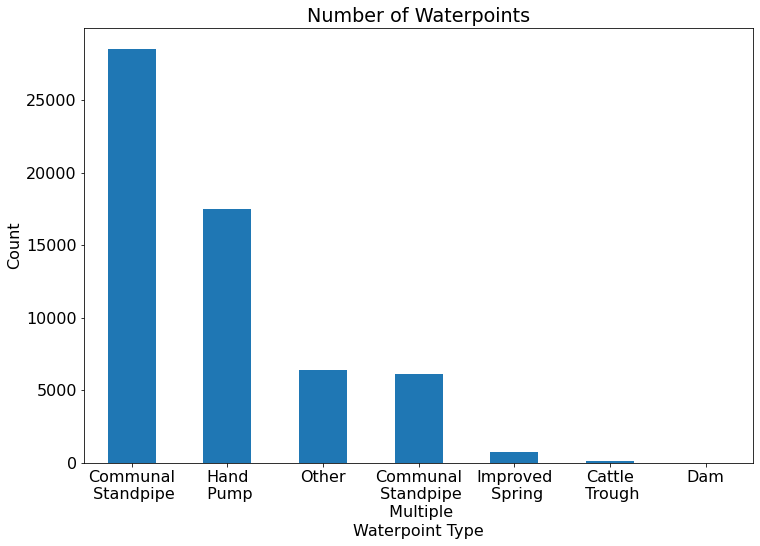 Number of Waterpoints
25000
20000
15000
10000
5000
0
Count
Communal
Standpipe
Hand
Pump
Other
Communal
Standpipe
Multiple
Improved
Spring
Cattle
Trough
Dam
Waterpoint Type